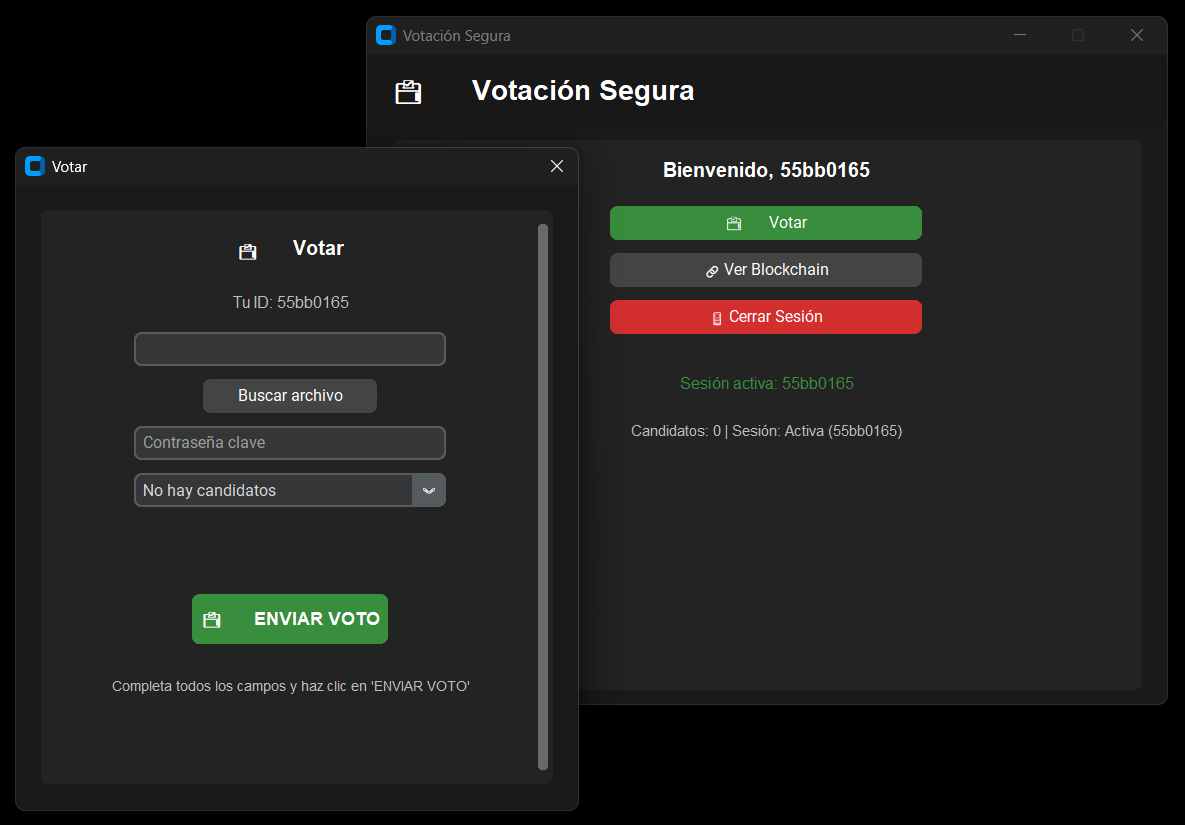 Votación Segura
Votación Segura
Bienvenido, 55bb0165
Votar
Ver Blockchain
Cerrar Sesión
Sesión activa: 55bb0165
Candidatos: 0 | Sesión: Activa (55bb0165)
Votar
Votar
Tu ID: 55bb0165
Buscar archivo
Contraseña clave
No hay candidatos
ENVIAR VOTO
Completa todos los campos y haz clic en 'ENVIAR VOTO'